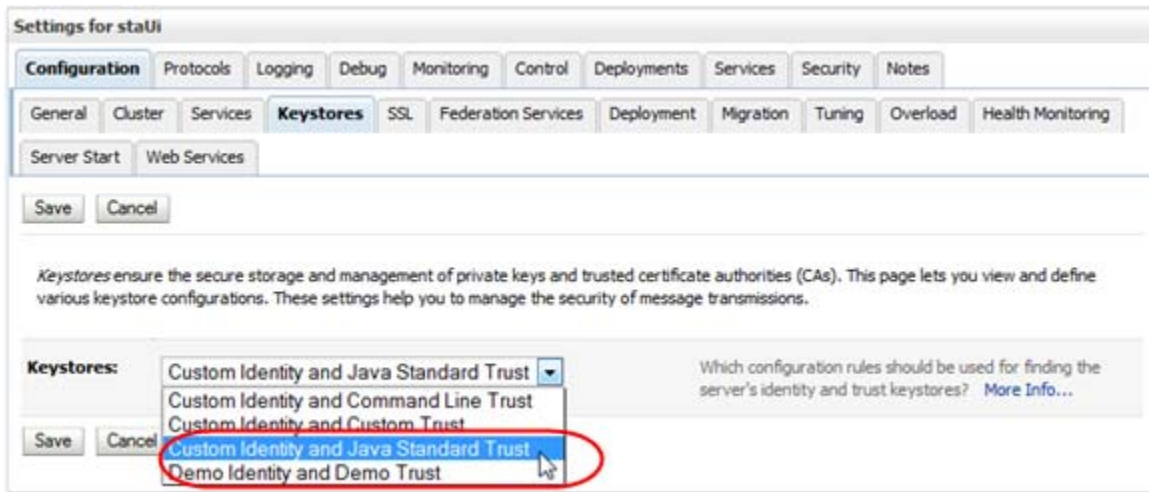 Settings for staUi
Configuration Protocols Logging Debug Monitoring Control Deployments Services Security Notes
General Cluster Services Keystores SSL Federation Services Deployment Migration Tuning Overload Health Monitoring
Server Start Web Services
Save Cancel
Keystores ensure the secure storage and management of private keys and trusted certificate authorities (CAs). This page lets you view and define
various keystore configurations. These settings help you to manage the security of message transmissions.
Keystores: Custom Identity and Java Standard Trust Which configuration rules should be used for finding the
server's identity and trust keystores? More Info...
Custom Identity and Command Line Trust
Custom Identity and Custom Trust
Custom Identity and Java Standard Trust
Demo Identity and Demo Trust
Save Cancel